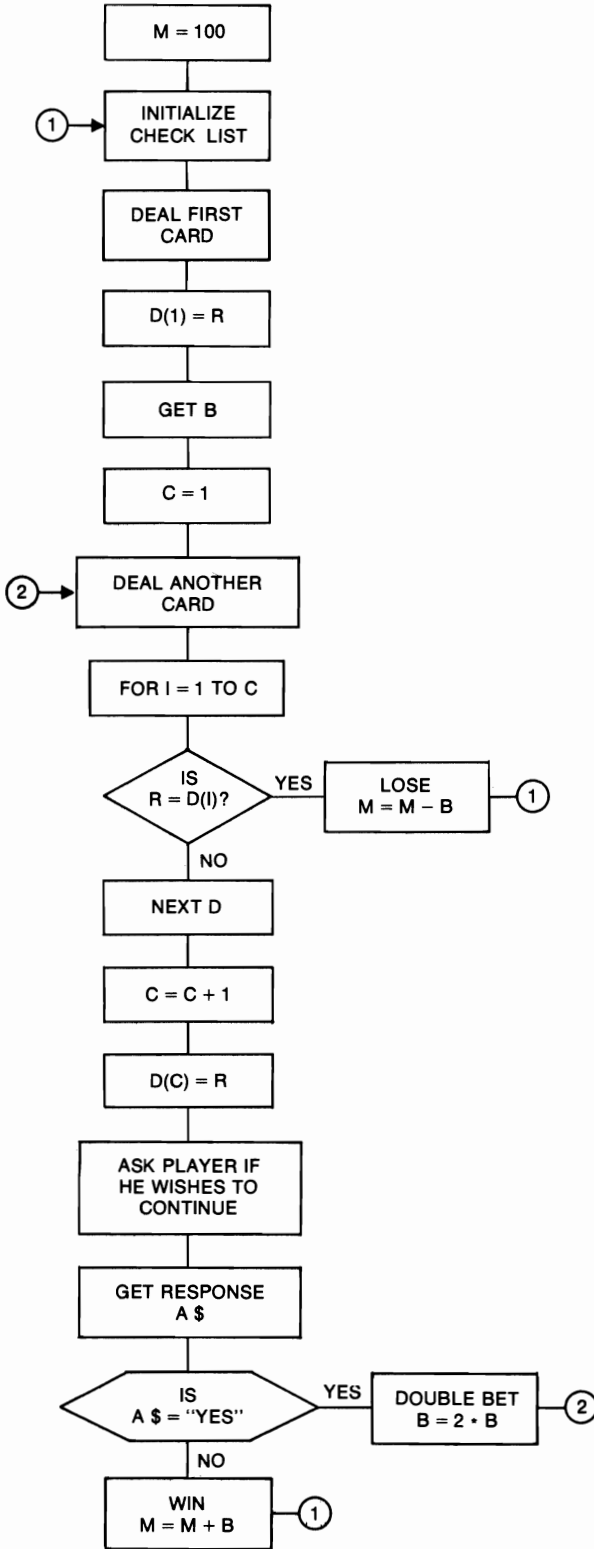 M = 100
1
INITIALIZE
CHECK LIST
DEAL FIRST
CARD
D(1) = R
GET B
C = 1
2
DEAL ANOTHER
CARD
FOR I = 1 TO C
IS
R = D(I)?
YES
LOSE
M = M – B
1
NO
NEXT D
C = C + 1
D(C) = R
ASK PLAYER IF
HE WISHES TO
CONTINUE
GET RESPONSE
A $
IS
A $ = “YES”
YES
DOUBLE BET
B = 2 * B
2
NO
WIN
M = M + B
1